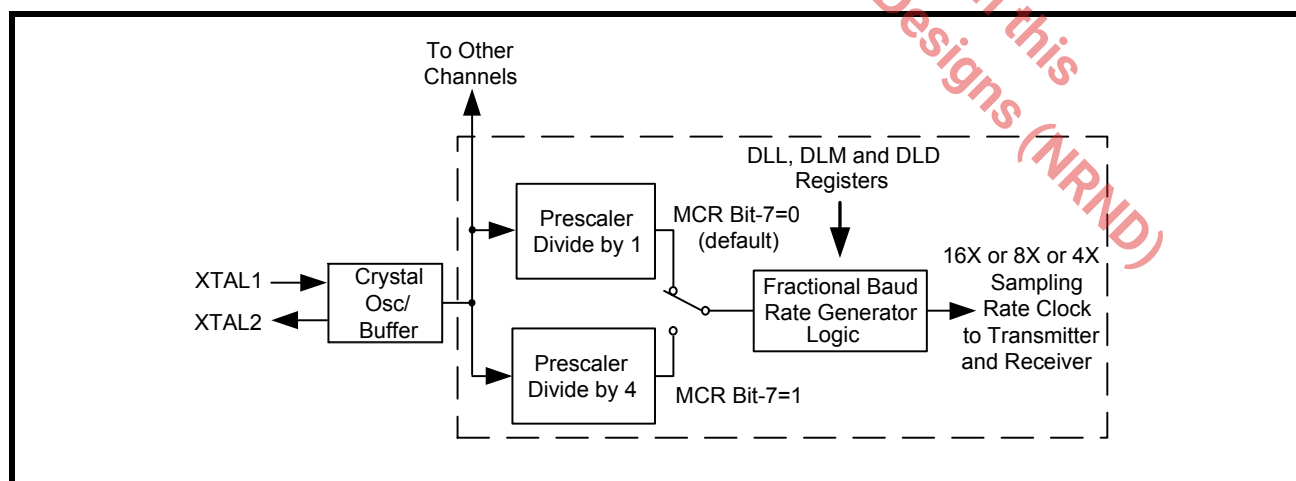 n this
Designs (NRND)
To Other
Channels
DLL, DLM and DLD
Registers
Prescaler
Divide by 1
MCR Bit-7=0
(default)
XTAL1
XTAL2
Crystal
Osc/
Buffer
Fractional Baud
Rate Generator
Logic
16X or 8X or 4X
Sampling
Rate Clock
to Transmitter
and Receiver
Prescaler
Divide by 4
MCR Bit-7=1